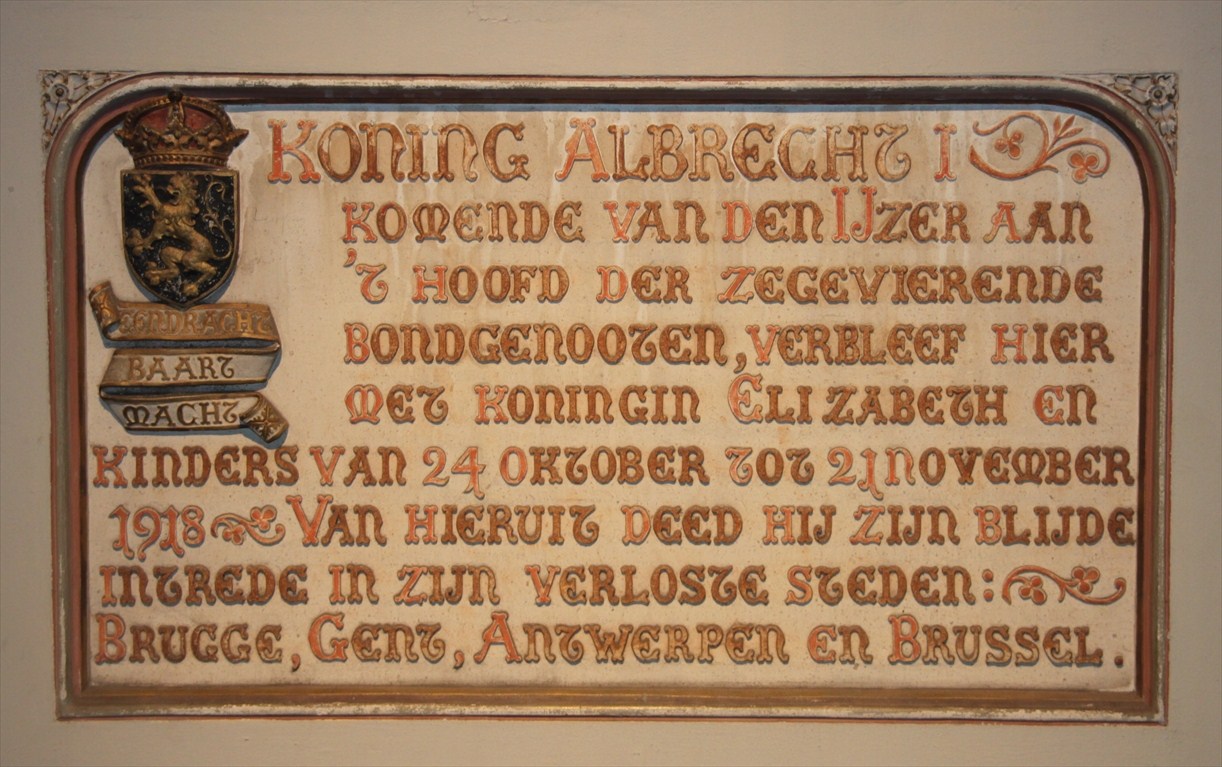 Koning Albrecht I
Komende Van Den IJzer Aan
't Hoofd Der Zegevierende
Bondgenooten, Verbleef Hier
Met Koningin Elizabeth En
Kinders Van 24 Oktober Tot 21 November
1918 Van Hieruit Deed Hij Zijn Blijde
Intrede In Zijn Verloste Steden:
Brugge, Gent, Antwerpen En Brussel.
EENDRACHT
BAART
MACHT